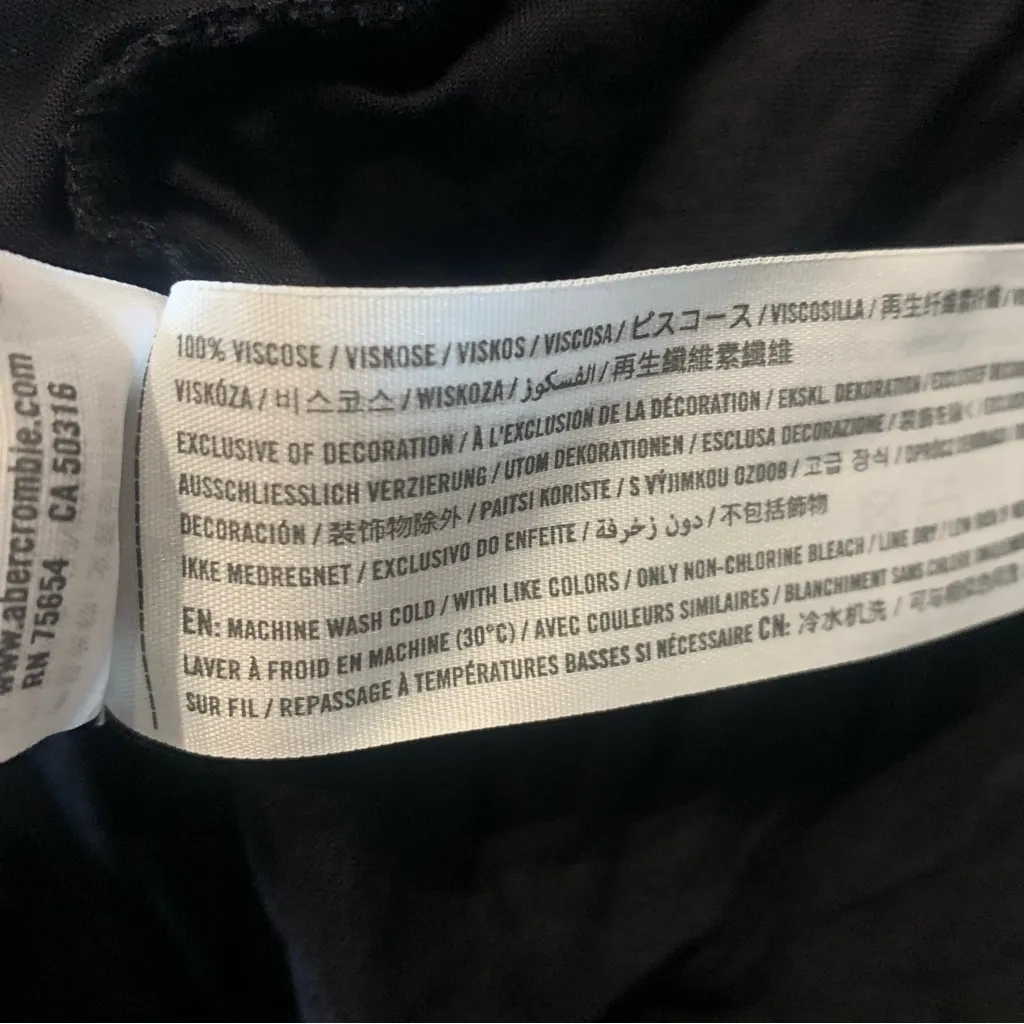 www.abercrombie.com
RN 75654 CA 50316
100% VISCOSE / VISKOSE / VISKOS / VISCOSA / ビスコース / VISCOSILLA / 再生纤维素纤维 /
VISKÓZA / 비스코스 / WISKOZA / الفسكوز / 再生纖維素纖維
EXCLUSIVE OF DECORATION / À L'EXCLUSION DE LA DÉCORATION / EKSKL. DEKORATION /
AUSSCHLIESSLICH VERZIERUNG / UTOM DEKORATIONEN / ESCLUSA DECORAZIONE / 装飾を除く /
DECORACIÓN / 装饰物除外 / PAITSI KORISTE / S VÝJIMKOU OZDOB / 고급 장식 /
IKKE MEDREGNET / EXCLUSIVO DO ENFEITE / دون زخرفة / 不包括飾物
EN: MACHINE WASH COLD / WITH LIKE COLORS / ONLY NON-CHLORINE BLEACH / LINE DRY /
LAVER À FROID EN MACHINE (30°C) / AVEC COULEURS SIMILAIRES / BLANCHIMENT SANS CHLORE
SUR FIL / REPASSAGE À TEMPÉRATURES BASSES SI NÉCESSAIRE CN: 冷水机洗 /